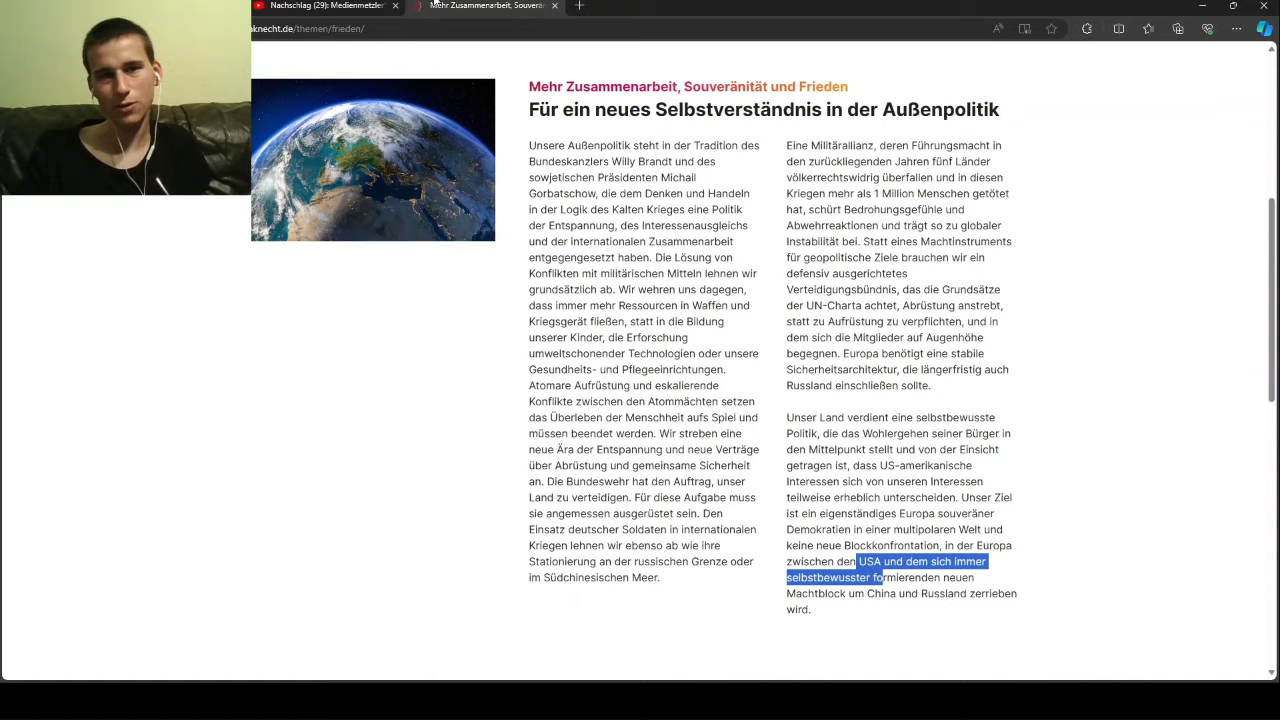 Nachschlag (29): Medienmetzler
Mehr Zusammenarbeit, Souverän
knecht.de/themen/frieden/
Mehr Zusammenarbeit, Souveränität und Frieden
Für ein neues Selbstverständnis in der Außenpolitik
Unsere Außenpolitik steht in der Tradition des
Bundeskanzlers Willy Brandt und des
sowjetischen Präsidenten Michail
Gorbatschow, die dem Denken und Handeln
in der Logik des Kalten Krieges eine Politik
der Entspannung, des Interessenausgleichs
und der internationalen Zusammenarbeit
entgegengesetzt haben. Die Lösung von
Konflikten mit militärischen Mitteln lehnen wir
grundsätzlich ab. Wir wehren uns dagegen,
dass immer mehr Ressourcen in Waffen und
Kriegsgerät fließen, statt in die Bildung
unserer Kinder, die Erforschung
umweltschonender Technologien oder unsere
Gesundheits- und Pflegeeinrichtungen.
Atomare Aufrüstung und eskalierende
Konflikte zwischen den Atommächten setzen
das Überleben der Menschheit aufs Spiel und
müssen beendet werden. Wir streben eine
neue Ära der Entspannung und neue Verträge
über Abrüstung und gemeinsame Sicherheit
an. Die Bundeswehr hat den Auftrag, unser
Land zu verteidigen. Für diese Aufgabe muss
sie angemessen ausgerüstet sein. Den
Einsatz deutscher Soldaten in internationalen
Kriegen lehnen wir ebenso ab wie ihre
Stationierung an der russischen Grenze oder
im Südchinesischen Meer.
Eine Militärallianz, deren Führungsmacht in
den zurückliegenden Jahren fünf Länder
völkerrechtswidrig überfallen und in diesen
Kriegen mehr als 1 Million Menschen getötet
hat, schürt Bedrohungsgefühle und
Abwehrreaktionen und trägt so zu globaler
Instabilität bei. Statt eines Machtinstruments
für geopolitische Ziele brauchen wir ein
defensiv ausgerichtetes
Verteidigungsbündnis, das die Grundsätze
der UN-Charta achtet, Abrüstung anstrebt,
statt zu Aufrüstung zu verpflichten, und in
dem sich die Mitglieder auf Augenhöhe
begegnen. Europa benötigt eine stabile
Sicherheitsarchitektur, die längerfristig auch
Russland einschließen sollte.
Unser Land verdient eine selbstbewusste
Politik, die das Wohlergehen seiner Bürger in
den Mittelpunkt stellt und von der Einsicht
getragen ist, dass US-amerikanische
Interessen sich von unseren Interessen
teilweise erheblich unterscheiden. Unser Ziel
ist ein eigenständiges Europa souveräner
Demokratien in einer multipolaren Welt und
keine neue Blockkonfrontation, in der Europa
zwischen den USA und dem sich immer
selbstbewusster formierenden neuen
Machtblock um China und Russland zerrieben
wird.